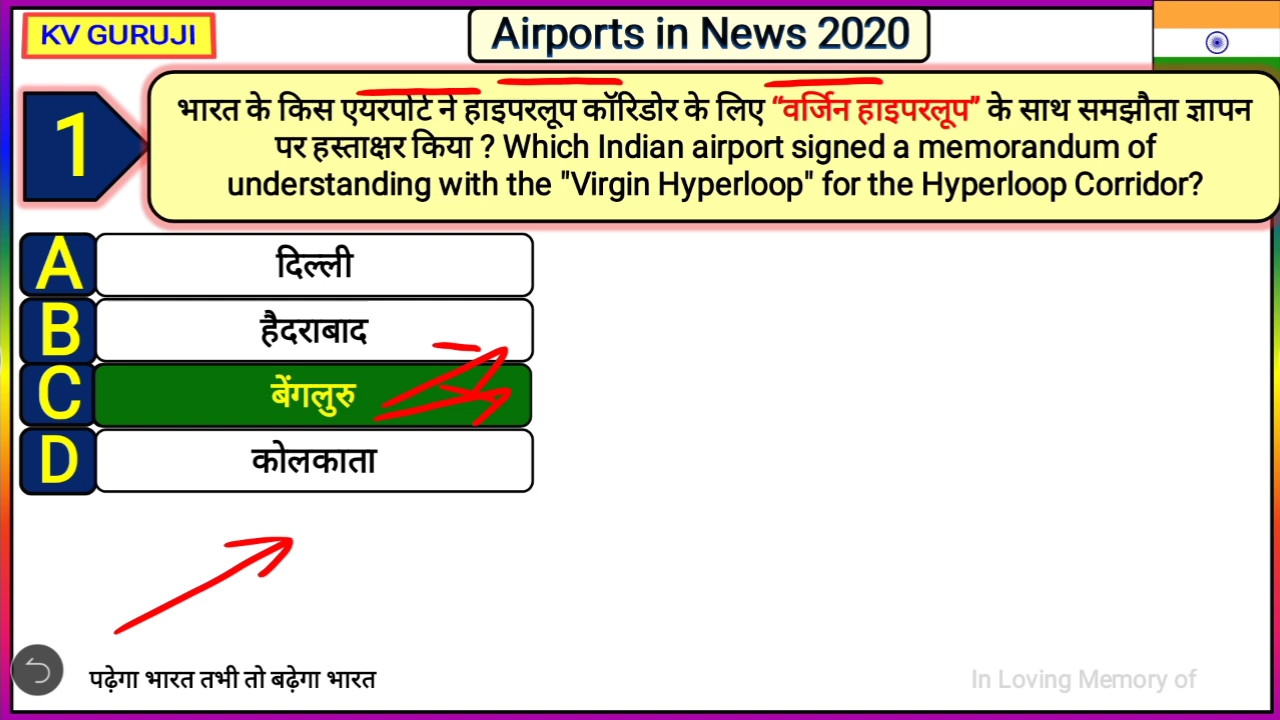 KV GURUJI
Airports in News 2020
1
भारत के किस एयरपोर्ट ने हाइपरलूप कॉरिडोर के लिए “वर्जिन हाइपरलूप” के साथ समझौता ज्ञापन
पर हस्ताक्षर किया ? Which Indian airport signed a memorandum of
understanding with the "Virgin Hyperloop" for the Hyperloop Corridor?
A दिल्ली
B हैदराबाद
C बेंगलुरु
D कोलकाता
पढ़ेगा भारत तभी तो बढ़ेगा भारत
In Loving Memory of